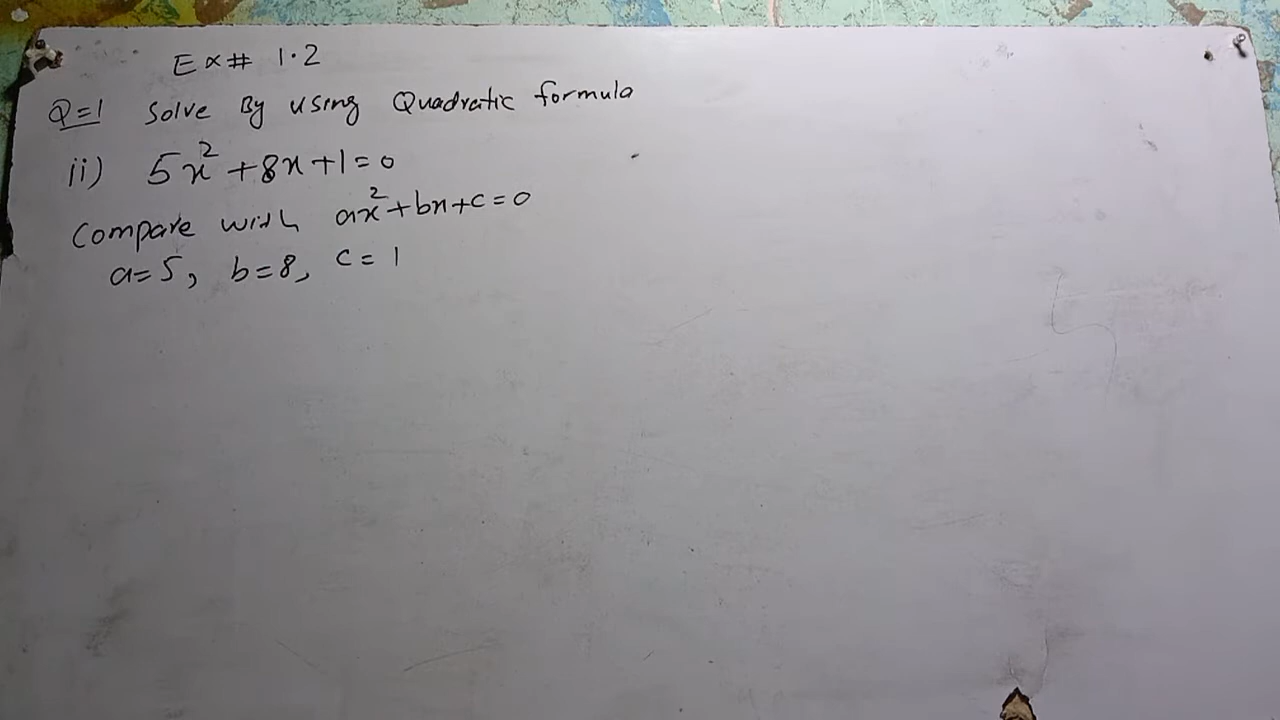 Ex# 1.2
Q=1 Solve By using Quadratic formula
ii) 5x²+8x+1=0
Compare with ax²+bx+c=0
a=5, b=8, c=1